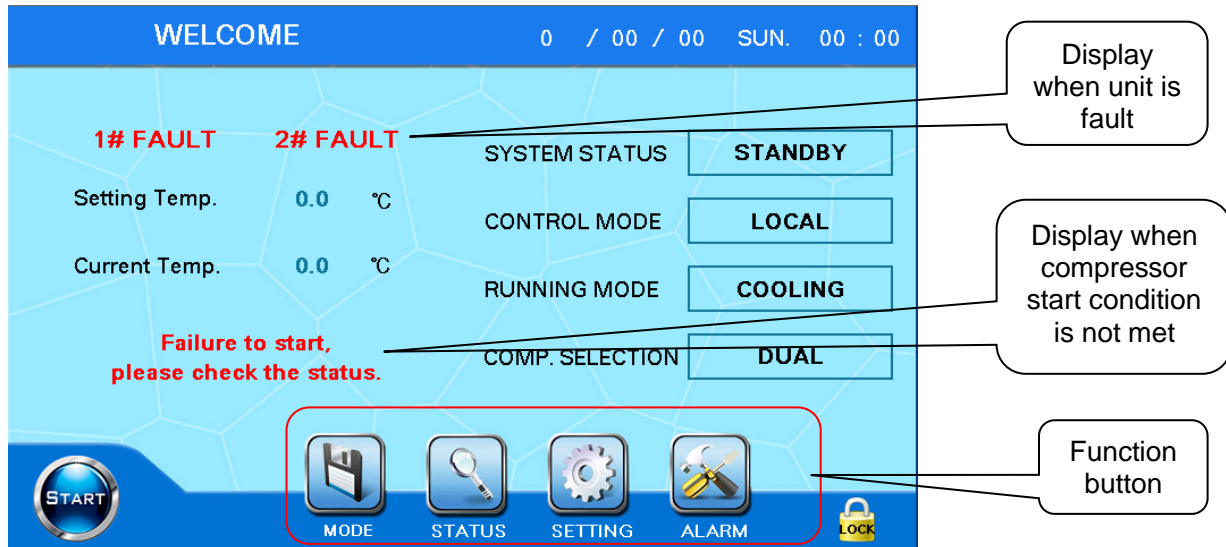 WELCOME
0 / 00 / 00 SUN. 00 : 00
1# FAULT 2# FAULT
Setting Temp. 0.0 ℃
Current Temp. 0.0 ℃
Failure to start,
please check the status.
SYSTEM STATUS STANDBY
CONTROL MODE LOCAL
RUNNING MODE COOLING
COMP. SELECTION DUAL
START
MODE STATUS SETTING ALARM
LOCK
Display
when unit is
fault
Display when
compressor
start condition
is not met
Function
button